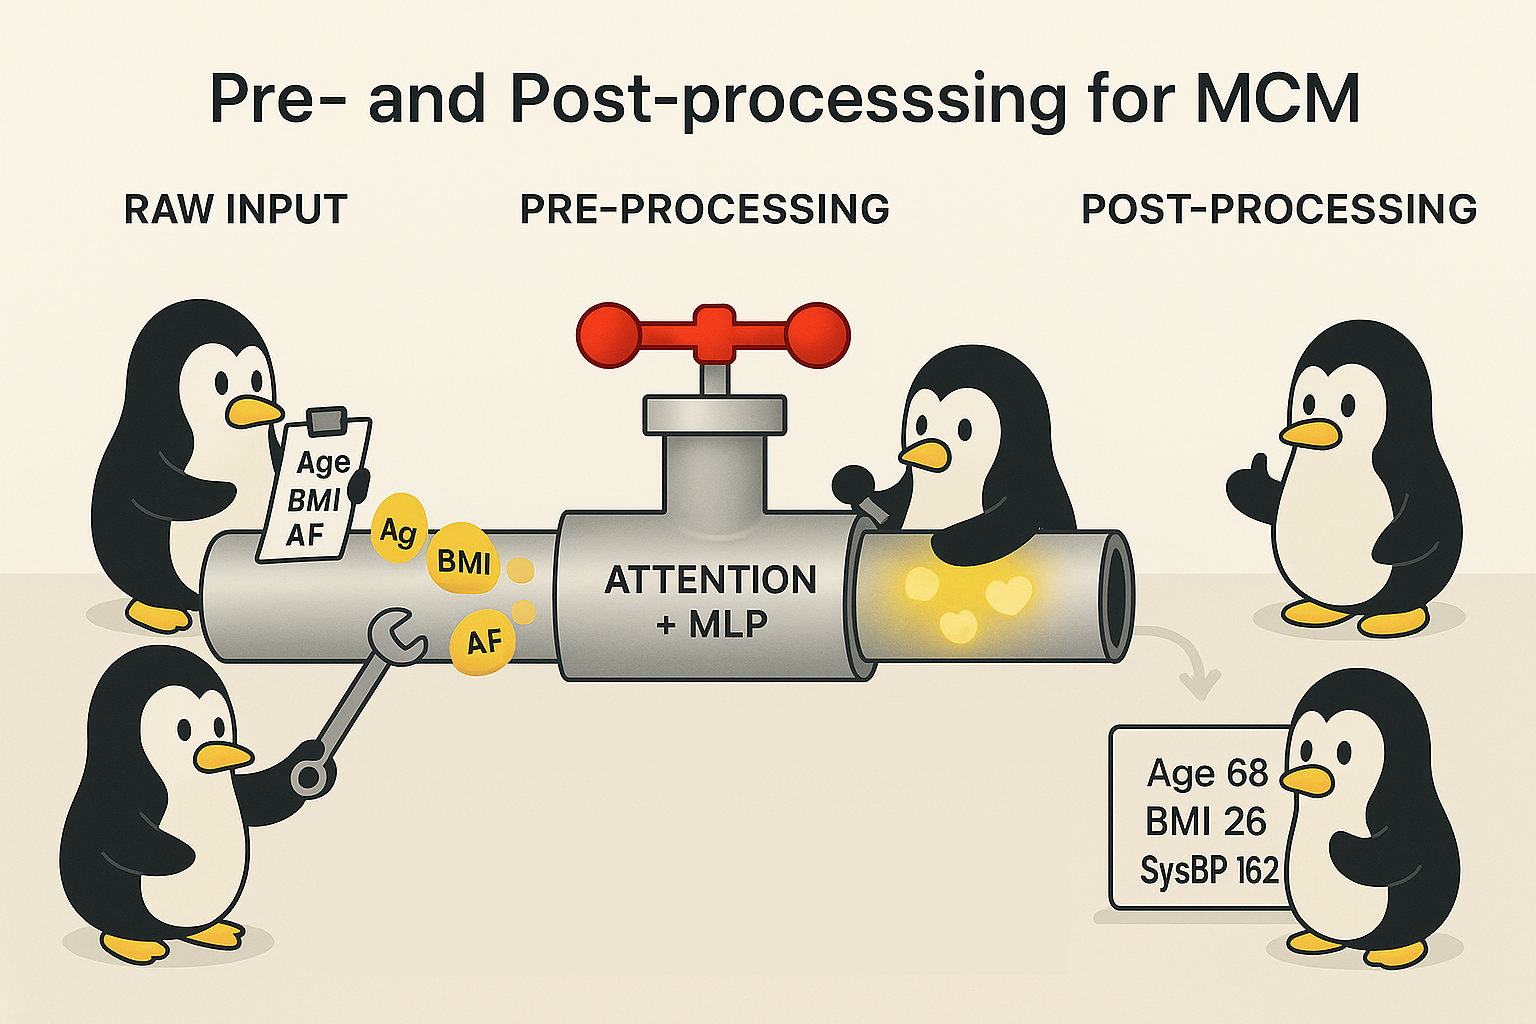 Pre- and Post-processsing for MCM
RAW INPUT
PRE-PROCESSING
POST-PROCESSING
Age
BMI
AF
Ag
BMI
AF
ATTENTION
+ MLP
Age 68
BMI 26
SysBP 162